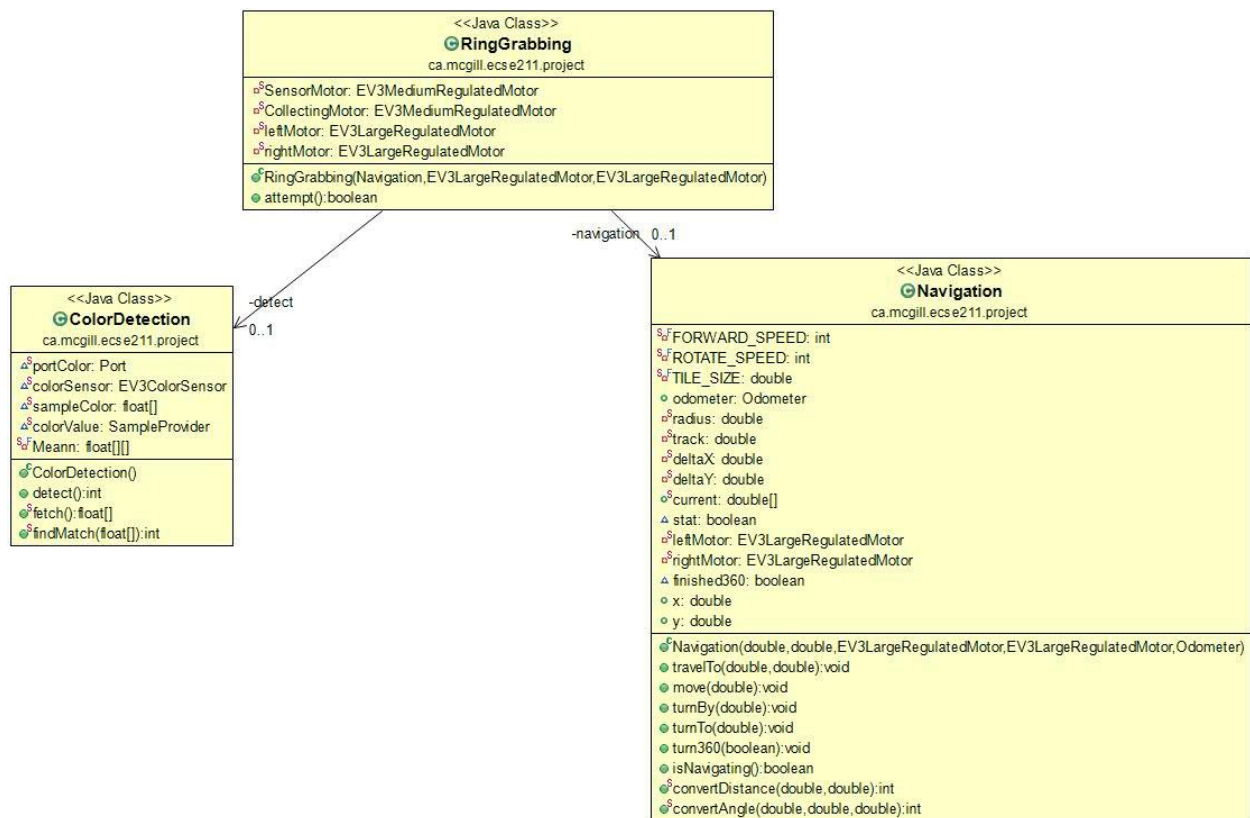 <<Java Class>>
RingGrabbing
ca.mcgill.ecse211.project
SensorMotor: EV3MediumRegulatedMotor
CollectingMotor: EV3MediumRegulatedMotor
leftMotor: EV3LargeRegulatedMotor
rightMotor: EV3LargeRegulatedMotor
RingGrabbing(Navigation,EV3LargeRegulatedMotor,EV3LargeRegulatedMotor)
attempt():boolean
-navigation 0..1
-detect
0..1
<<Java Class>>
ColorDetection
ca.mcgill.ecse211.project
portColor: Port
colorSensor: EV3ColorSensor
sampleColor: float[]
colorValue: SampleProvider
Meann: float[][]
ColorDetection()
detect():int
fetch():float[]
findMatch(float[]):int
<<Java Class>>
Navigation
ca.mcgill.ecse211.project
FORWARD_SPEED: int
ROTATE_SPEED: int
TILE_SIZE: double
odometer: Odometer
radius: double
track: double
deltaX: double
deltaY: double
current: double[]
stat: boolean
leftMotor: EV3LargeRegulatedMotor
rightMotor: EV3LargeRegulatedMotor
finished360: boolean
x: double
y: double
Navigation(double,double,EV3LargeRegulatedMotor,EV3LargeRegulatedMotor,Odometer)
travelTo(double,double):void
move(double):void
turnBy(double):void
turnTo(double):void
turn360(boolean):void
isNavigating():boolean
convertDistance(double,double):int
convertAngle(double,double,double):int